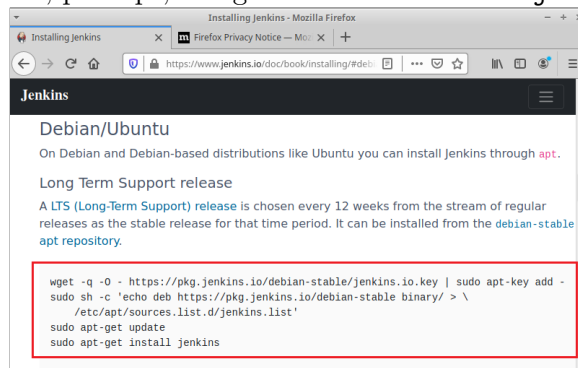 Installing Jenkins - Mozilla Firefox
Installing Jenkins
Firefox Privacy Notice — Moz
https://www.jenkins.io/doc/book/installing/#deb
Jenkins
Debian/Ubuntu
On Debian and Debian-based distributions like Ubuntu you can install Jenkins through apt.
Long Term Support release
A LTS (Long-Term Support) release is chosen every 12 weeks from the stream of regular
releases as the stable release for that time period. It can be installed from the debian-stable
apt repository.
wget -q -O - https://pkg.jenkins.io/debian-stable/jenkins.io.key | sudo apt-key add -
sudo sh -c 'echo deb https://pkg.jenkins.io/debian-stable binary/ > \
/etc/apt/sources.list.d/jenkins.list'
sudo apt-get update
sudo apt-get install jenkins